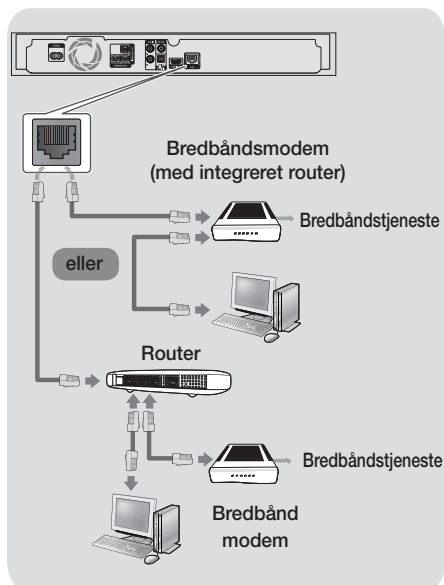 Bredbåndsmodem
(med integreret router)
Bredbåndstjeneste
eller
Router
Bredbåndstjeneste
Bredbånd
modem